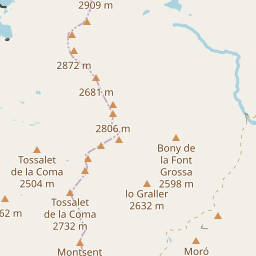 2909 m
2872 m
2681 m
2806 m
Bony de
la Font
Grossa
2598 m
Tossalet
de la Coma
2504 m
lo Graller
2632 m
62 m
Tossalet
de la Coma
2732 m
Montsent
Moró